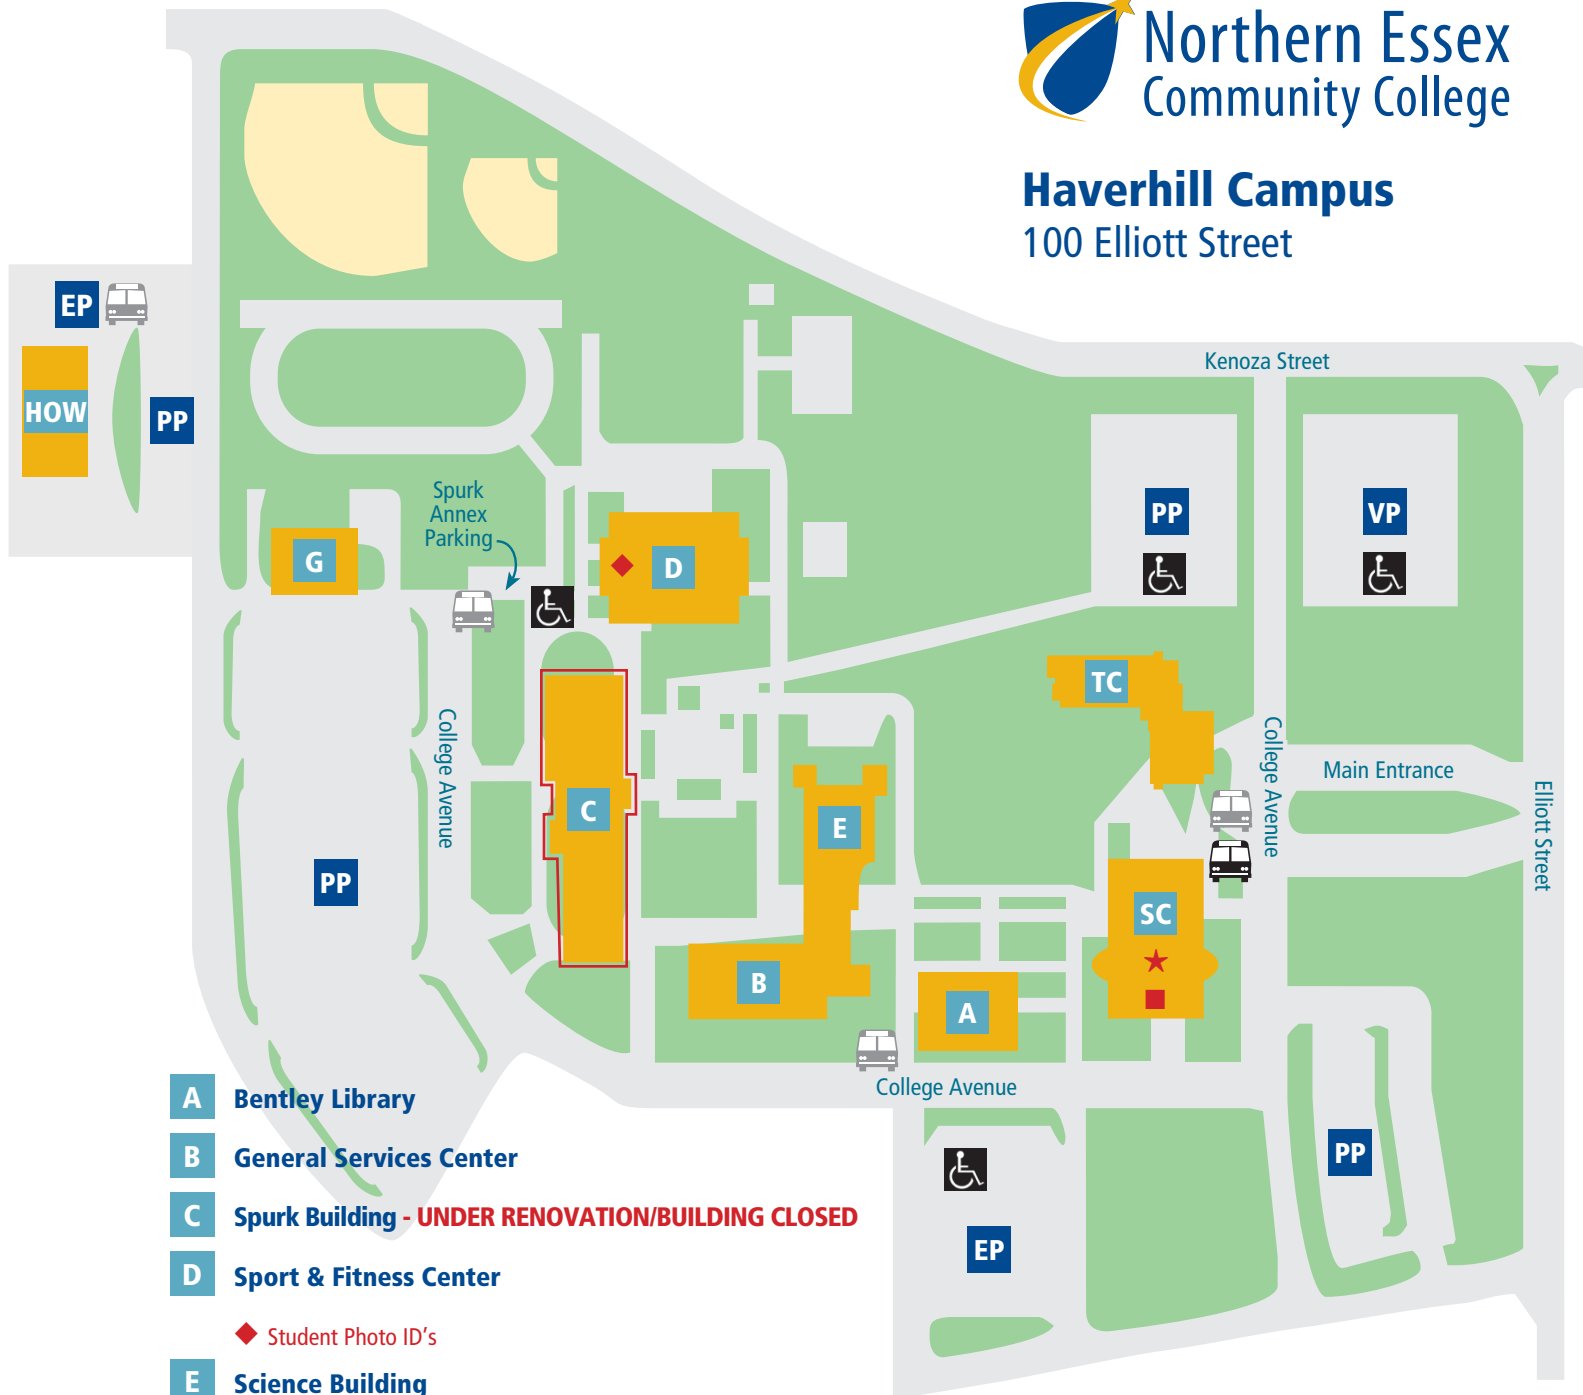 Northern Essex
Community College
Haverhill Campus
100 Elliott Street
EP
HOW
PP
Kenoza Street
Spurk
Annex
Parking
PP
VP
G
D
TC
College Avenue
College Avenue
Main Entrance
Elliott Street
C
E
PP
SC
B
A
College Avenue
PP
EP
A Bentley Library
B General Services Center
C Spurk Building - UNDER RENOVATION/BUILDING CLOSED
D Sport & Fitness Center
Student Photo ID's
E Science Building